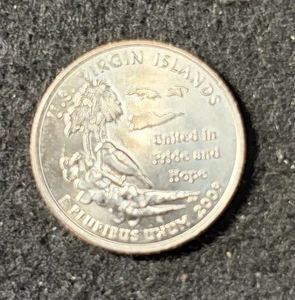 U.S. VIRGIN ISLANDS
United in
Pride and
Hope
E PLURIBUS UNUM 2009